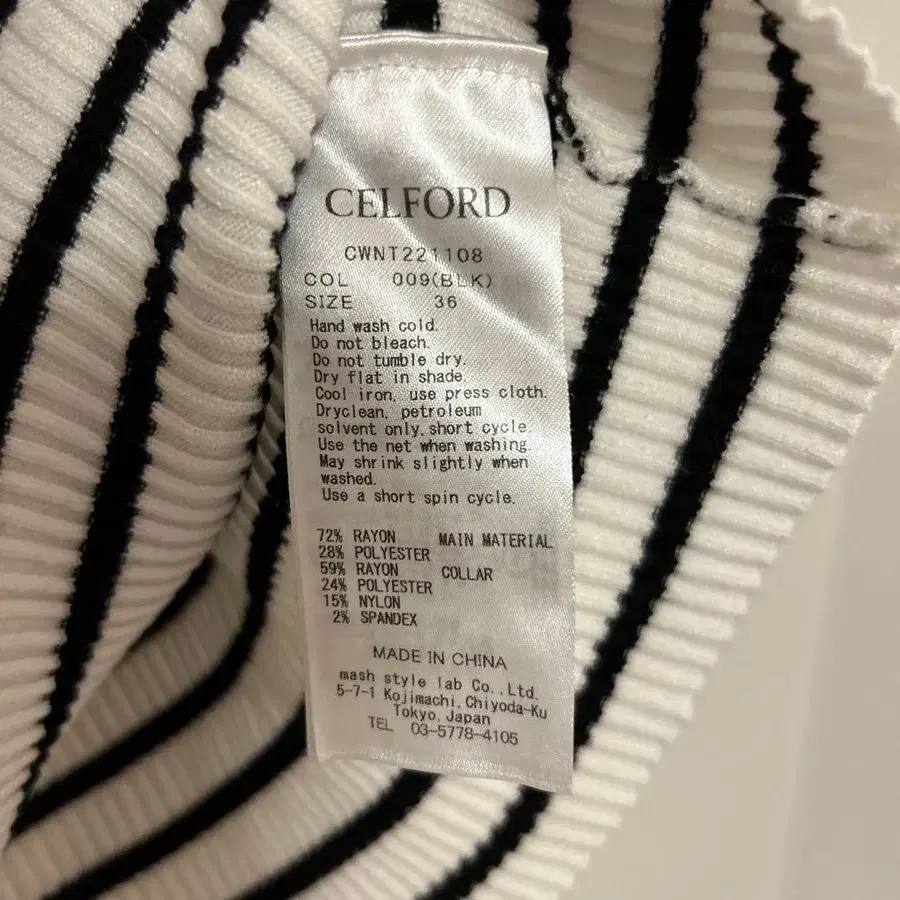 CELFORD
CWNT221108
COL 009(BLK)
SIZE 36
Hand wash cold.
Do not bleach.
Do not tumble dry.
Dry flat in shade.
Cool iron, use press cloth.
Dryclean, petroleum
solvent only, short cycle.
Use the net when washing.
May shrink slightly when
washed.
Use a short spin cycle.
72% RAYON MAIN MATERIAL
28% POLYESTER
59% RAYON COLLAR
24% POLYESTER
15% NYLON
2% SPANDEX
MADE IN CHINA
mash style lab Co.,Ltd.
5-7-1 Kojimachi,Chiyoda-Ku
Tokyo,Japan
TEL 03-5778-4105